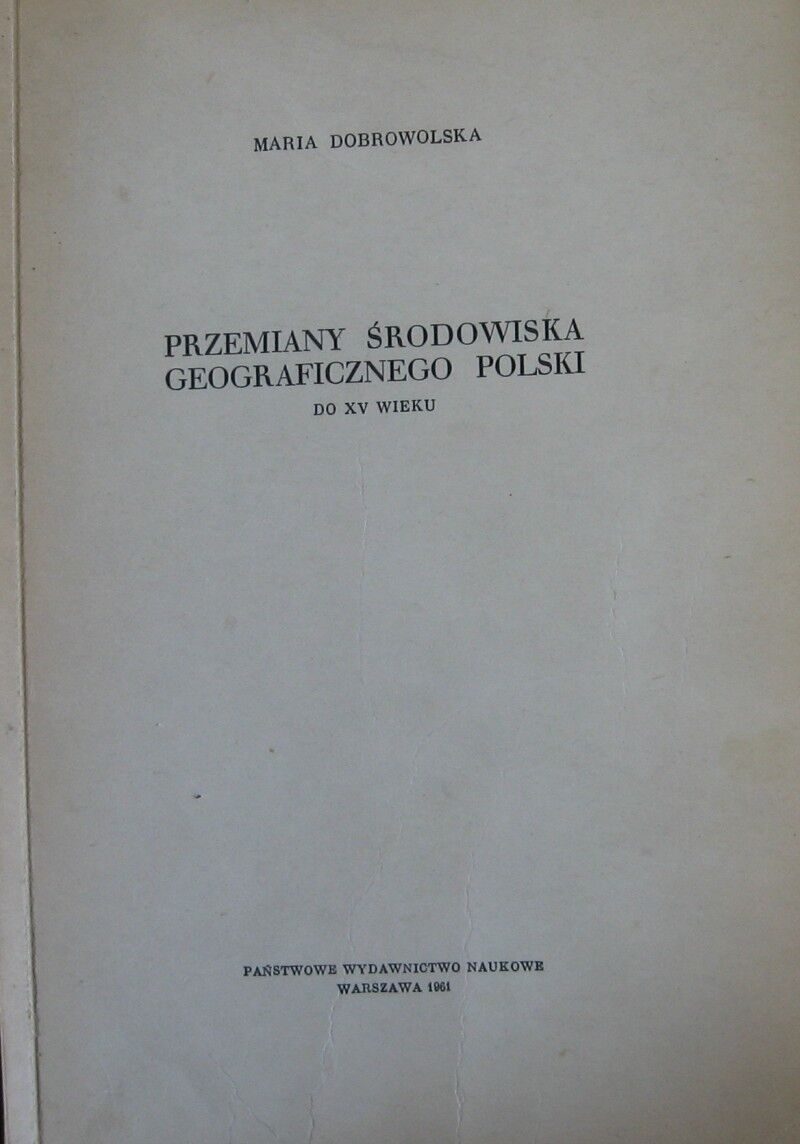 MARIA DOBROWOLSKA
PRZEMIANY ŚRODOWISKA
GEOGRAFICZNEGO POLSKI
DO XV WIEKU
PAŃSTWOWE WYDAWNICTWO NAUKOWE
WARSZAWA 1961